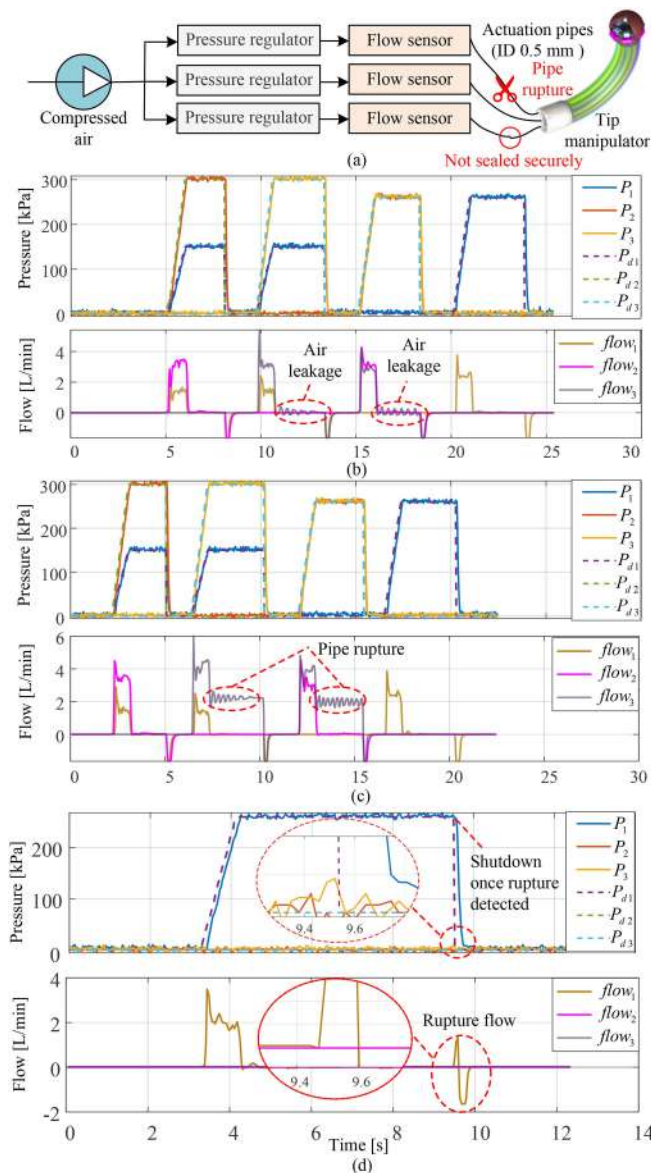 Compressed
air
Pressure regulator
Pressure regulator
Pressure regulator
Flow sensor
Flow sensor
Flow sensor
Actuation pipes
(ID 0.5 mm )
Pipe
rupture
Tip
manipulator
Not sealed securely
(a)
Pressure [kPa]
300
200
100
0
P1
P2
P3
Pd1
Pd2
Pd3
Flow [L/min]
4
2
0
Air
leakage
Air
leakage
flow1
flow2
flow3
0 5 10 15 20 25 30
(b)
Pressure [kPa]
300
200
100
0
P1
P2
P3
Pd1
Pd2
Pd3
Flow [L/min]
6
4
2
0
Pipe rupture
flow1
flow2
flow3
0 5 10 15 20 25 30
(c)
Pressure [kPa]
200
100
0
9.4 9.6
Shutdown
once rupture
detected
P1
P2
P3
Pd1
Pd2
Pd3
Flow [L/min]
4
2
0
-2
9.4 9.6
Rupture flow
flow1
flow2
flow3
0 2 4 6 8 10 12 14
Time [s]
(d)